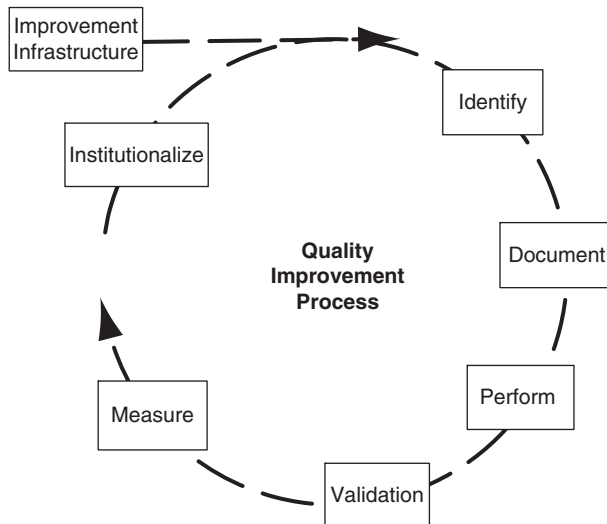 Improvement
Infrastructure
Identify
Institutionalize
Document
Quality
Improvement
Process
Perform
Measure
Validation